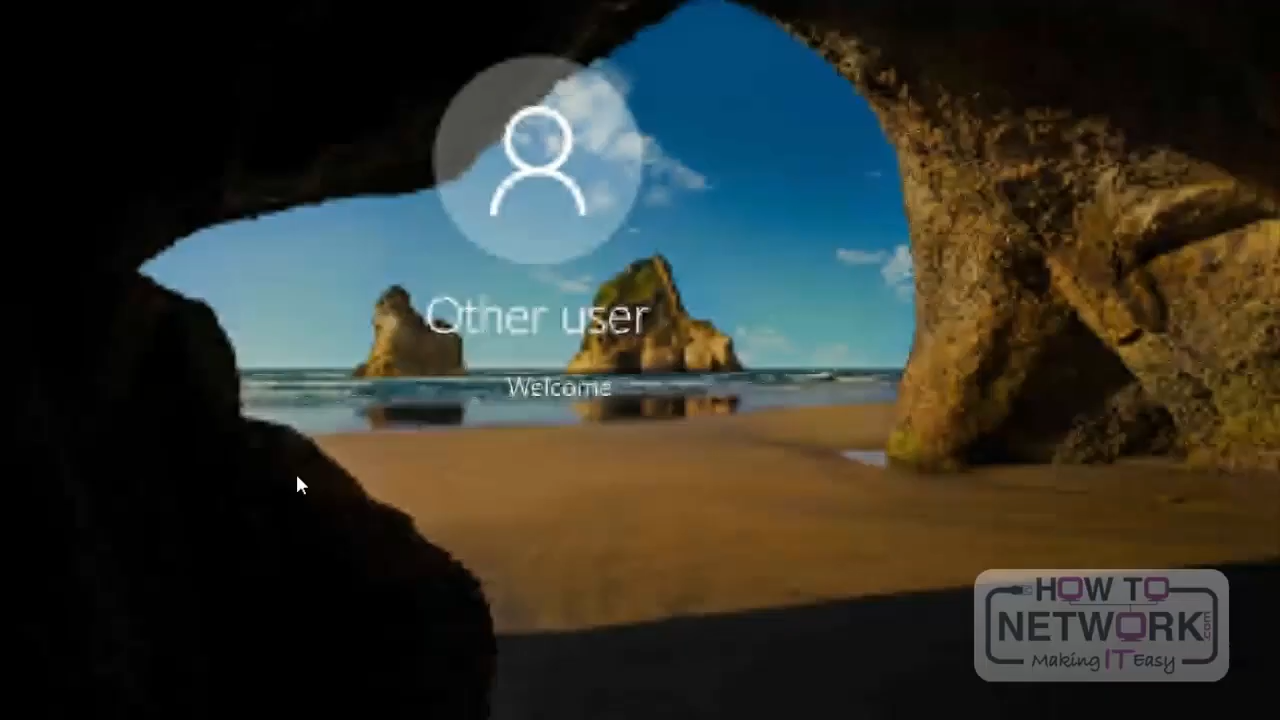 Other user
Welcome
HOW TO
NETWORK.com
Making IT Easy